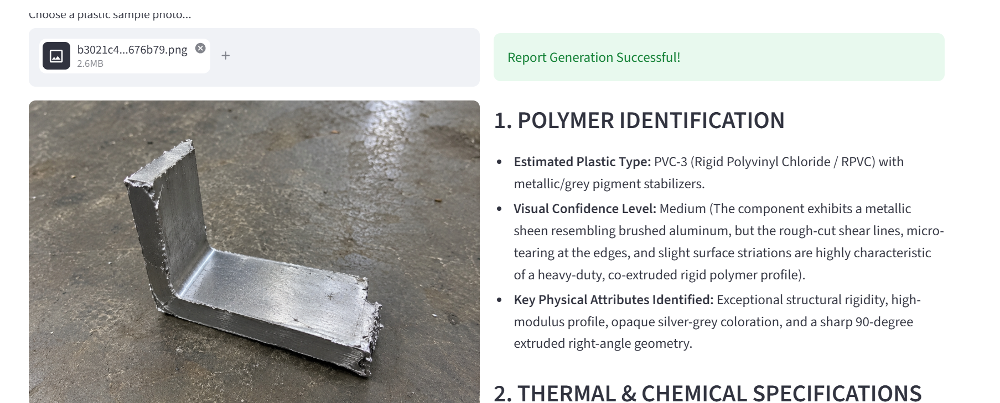 Choose a plastic sample photo...
b3021c4...676b79.png
2.6MB
Report Generation Successful!
1. POLYMER IDENTIFICATION
• Estimated Plastic Type: PVC-3 (Rigid Polyvinyl Chloride / RPVC) with
metallic/grey pigment stabilizers.
• Visual Confidence Level: Medium (The component exhibits a metallic
sheen resembling brushed aluminum, but the rough-cut shear lines, micro-
tearing at the edges, and slight surface striations are highly characteristic
of a heavy-duty, co-extruded rigid polymer profile).
• Key Physical Attributes Identified: Exceptional structural rigidity, high-
modulus profile, opaque silver-grey coloration, and a sharp 90-degree
extruded right-angle geometry.
2. THERMAL & CHEMICAL SPECIFICATIONS